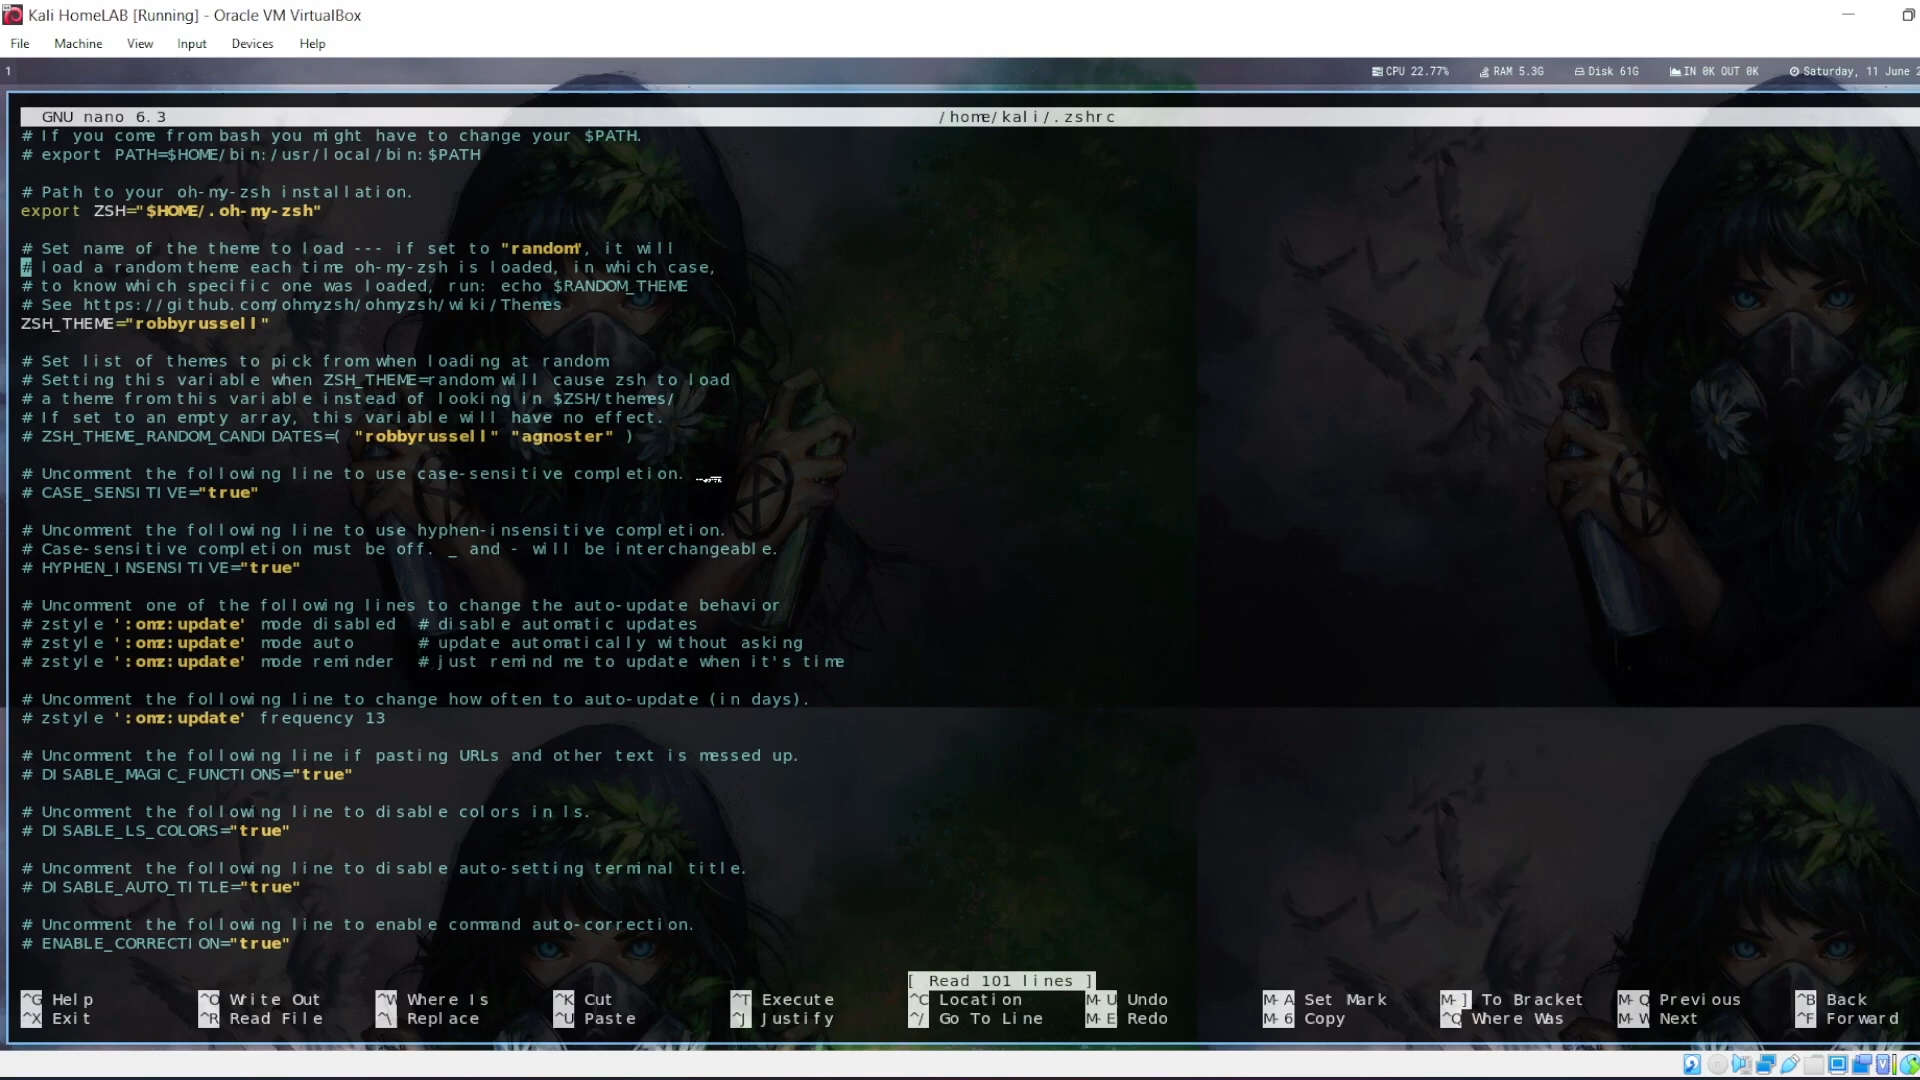 Kali HomeLAB [Running] - Oracle VM VirtualBox
File Machine View Input Devices Help
1 CPU 22.77% RAM 5.3G Disk 61G IN 0K OUT 0K Saturday, 11 June
GNU nano 6.3 /home/kali/.zshrc
# If you come from bash you might have to change your $PATH.
# export PATH=$HOME/bin:/usr/local/bin:$PATH
# Path to your oh-my-zsh installation.
export ZSH="$HOME/.oh-my-zsh"
# Set name of the theme to load --- if set to "random", it will
# load a random theme each time oh-my-zsh is loaded, in which case,
# to know which specific one was loaded, run: echo $RANDOM_THEME
# See https://github.com/ohmyzsh/ohmyzsh/wiki/Themes
ZSH_THEME="robbyrussell"
# Set list of themes to pick from when loading at random
# Setting this variable when ZSH_THEME=random will cause zsh to load
# a theme from this variable instead of looking in $ZSH/themes/
# If set to an empty array, this variable will have no effect.
# ZSH_THEME_RANDOM_CANDIDATES=( "robbyrussell" "agnoster" )
# Uncomment the following line to use case-sensitive completion.
# CASE_SENSITIVE="true"
# Uncomment the following line to use hyphen-insensitive completion.
# Case-sensitive completion must be off. _ and - will be interchangeable.
# HYPHEN_INSENSITIVE="true"
# Uncomment one of the following lines to change the auto-update behavior
# zstyle ':omz:update' mode disabled # disable automatic updates
# zstyle ':omz:update' mode auto # update automatically without asking
# zstyle ':omz:update' mode reminder # just remind me to update when it's time
# Uncomment the following line to change how often to auto-update (in days).
# zstyle ':omz:update' frequency 13
# Uncomment the following line if pasting URLs and other text is messed up.
# DISABLE_MAGIC_FUNCTIONS="true"
# Uncomment the following line to disable colors in ls.
# DISABLE_LS_COLORS="true"
# Uncomment the following line to disable auto-setting terminal title.
# DISABLE_AUTO_TITLE="true"
# Uncomment the following line to enable command auto-correction.
# ENABLE_CORRECTION="true"
[ Read 101 lines ]
^G Help ^O Write Out ^W Where Is ^K Cut ^T Execute ^C Location M-U Undo M-A Set Mark M-] To Bracket M-Q Previous ^B Back
^X Exit ^R Read File ^\ Replace ^U Paste ^J Justify ^/ Go To Line M-E Redo M-6 Copy ^Q Where Was M-W Next ^F Forward